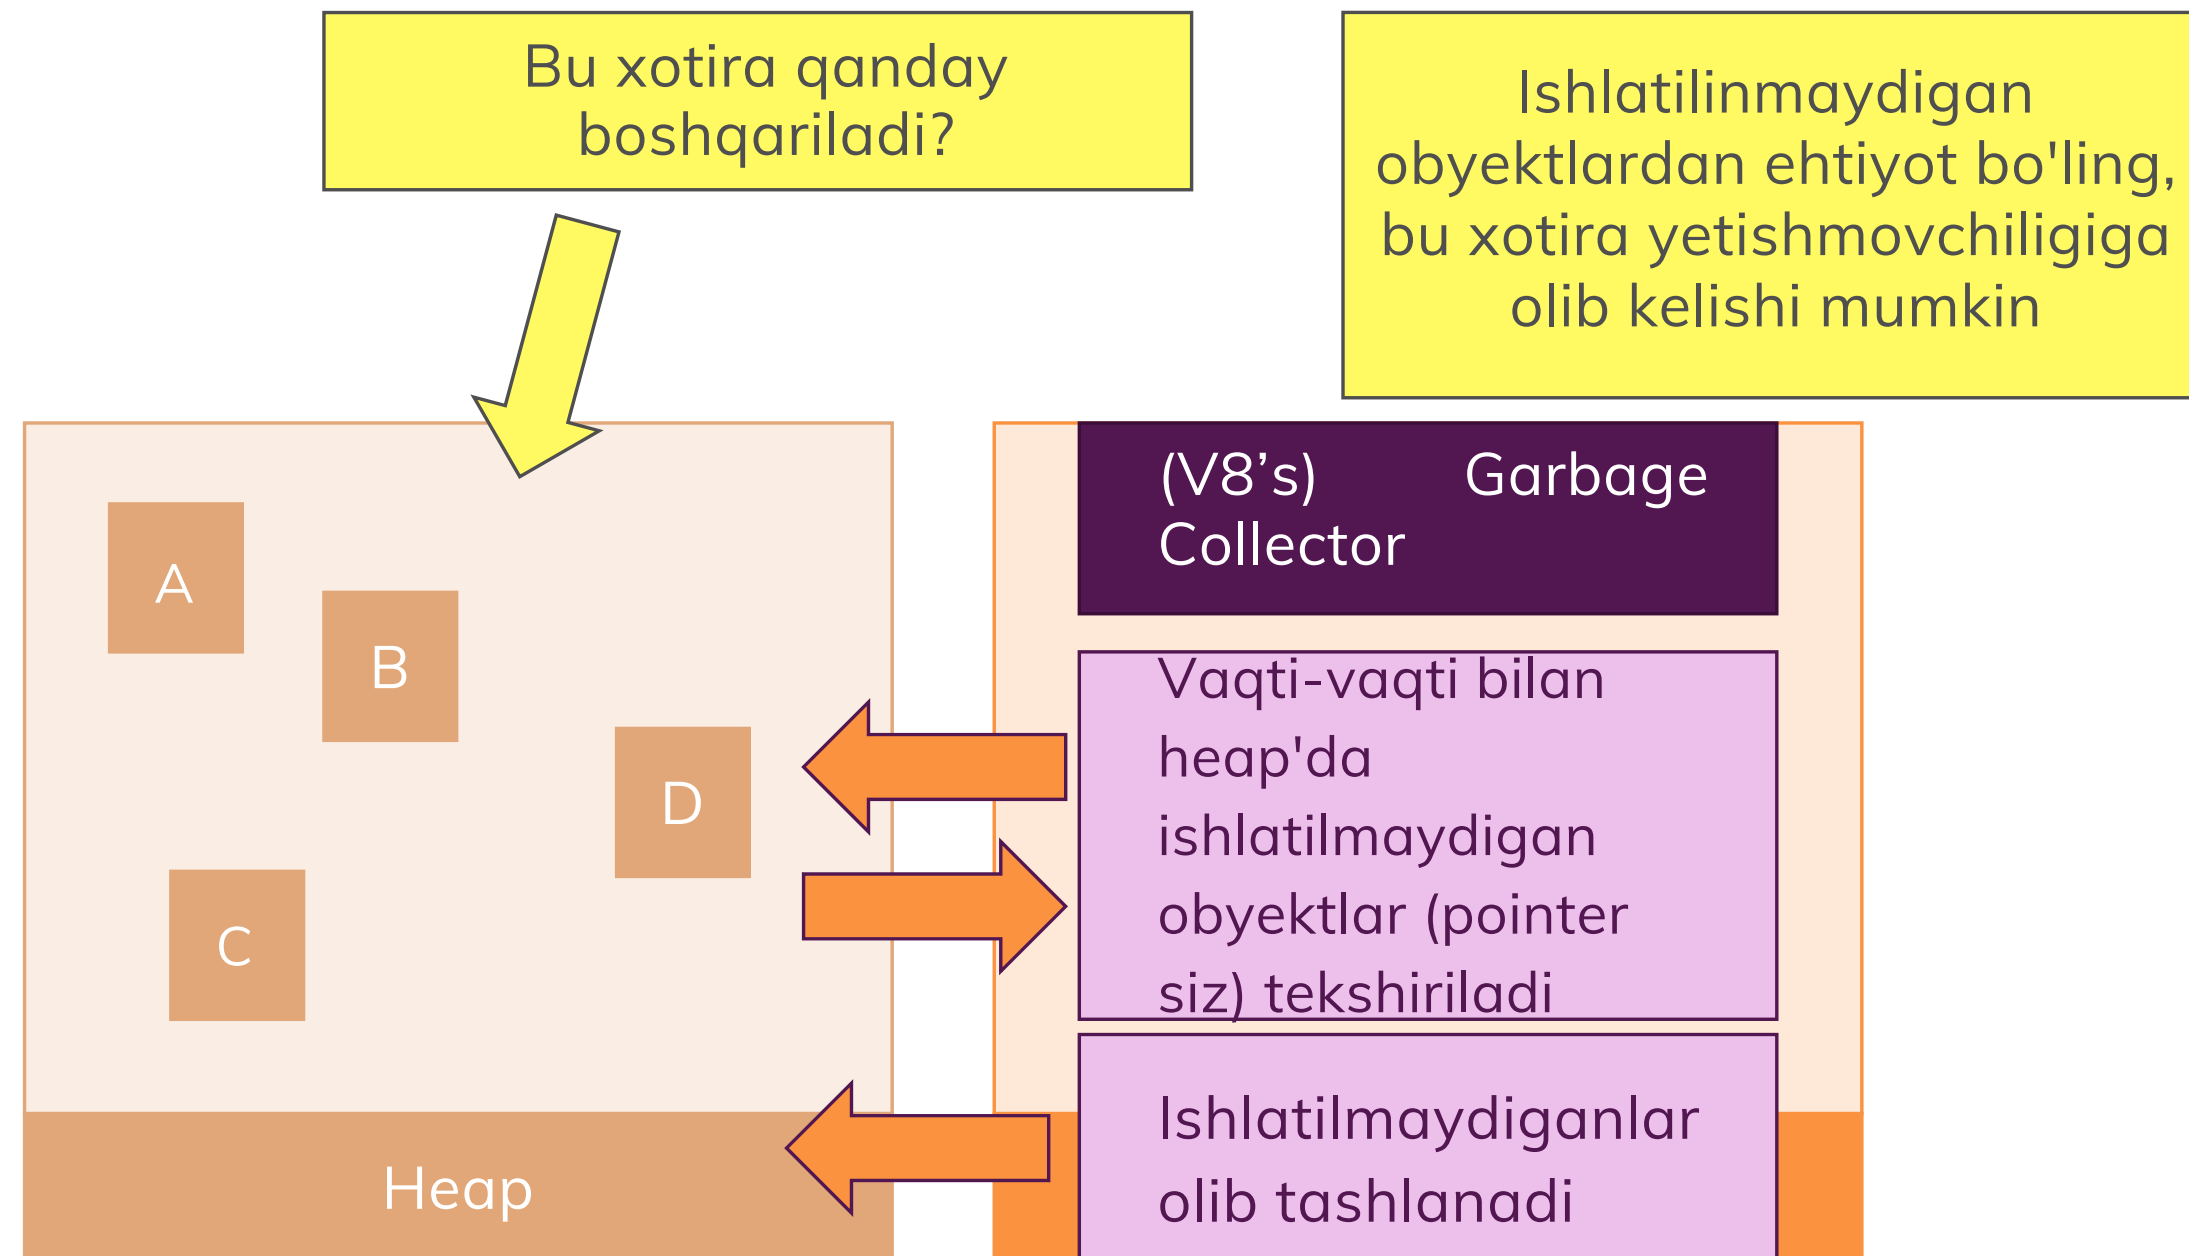 Bu xotira qanday
boshqariladi?
Ishlatilinmaydigan
obyektlardan ehtiyot bo'ling,
bu xotira yetishmovchiligiga
olib kelishi mumkin
A
B
D
C
Heap
(V8’s) Garbage
Collector
Vaqti-vaqti bilan
heap'da
ishlatilmaydigan
obyektlar (pointer
siz) tekshiriladi
Ishlatilmaydiganlar
olib tashlanadi